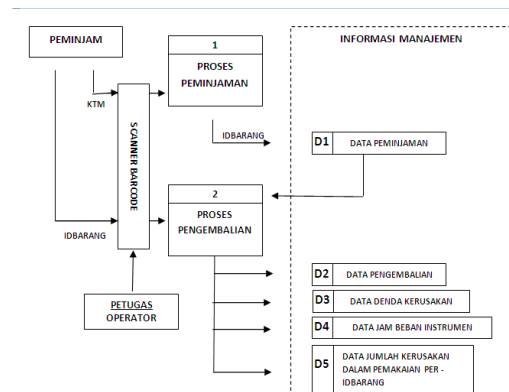 PEMINJAM
1
PROSES
PEMINJAMAN
INFORMASI MANAJEMEN
KTM
SCANNER BARCODE
IDBARANG
D1 DATA PEMINJAMAN
2
PROSES
PENGEMBALIAN
IDBARANG
PETUGAS
OPERATOR
D2 DATA PENGEMBALIAN
D3 DATA DENDA KERUSAKAN
D4 DATA JAM BEBAN INSTRUMEN
D5 DATA JUMLAH KERUSAKAN
DALAM PEMAKAIAN PER -
IDBARANG